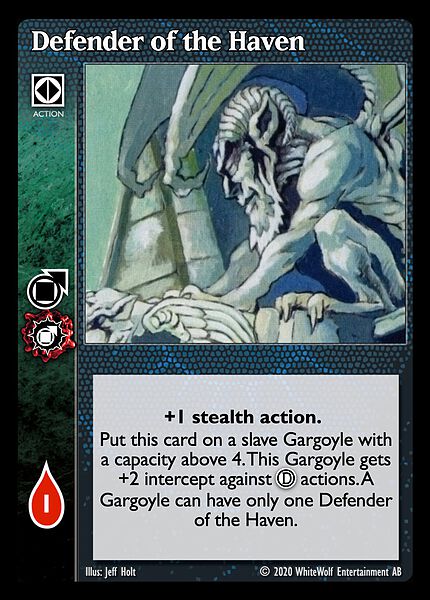 Defender of the Haven
ACTION
+1 stealth action.
Put this card on a slave Gargoyle with
a capacity above 4. This Gargoyle gets
+2 intercept against Ⓓ actions. A
Gargoyle can have only one Defender
of the Haven.
1
Illus: Jeff Holt © 2020 WhiteWolf Entertainment AB